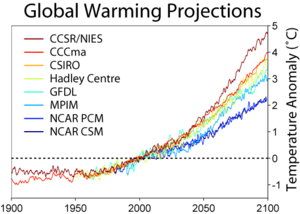 Global Warming Projections
CCSR/NIES
CCCma
CSIRO
Hadley Centre
GFDL
MPIM
NCAR PCM
NCAR CSM
5
4
3
2
1
0
-1
Temperature Anomaly (°C)
1900
1950
2000
2050
2100